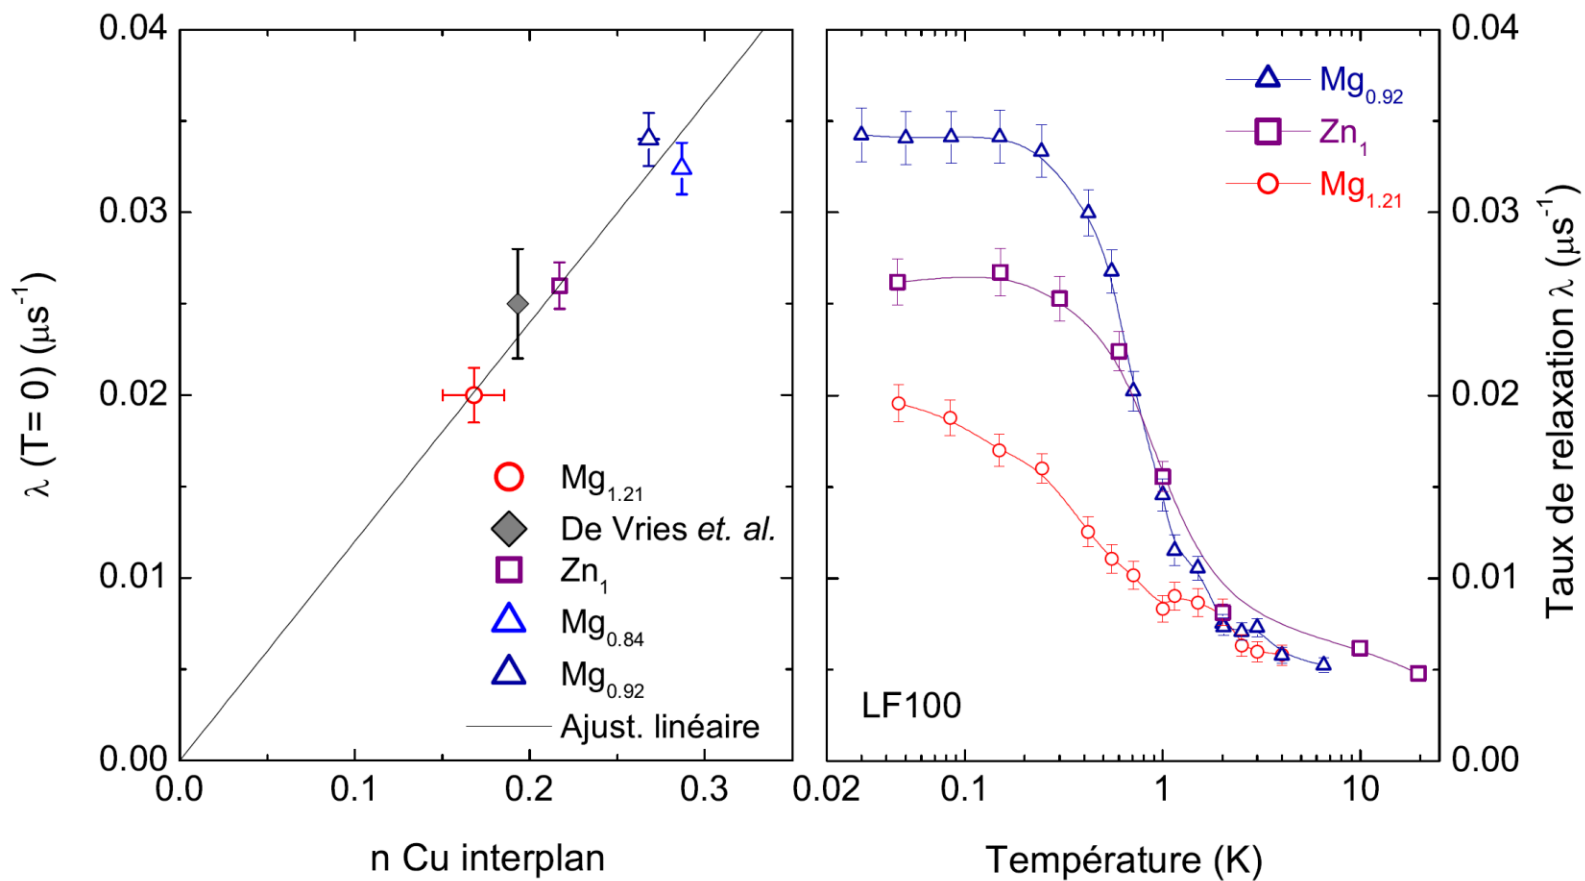 λ (T= 0) (μs⁻¹)
0.04
0.03
0.02
0.01
0.00
0.0
0.1
0.2
0.3
n Cu interplan
Mg₁.₂₁
De Vries et. al.
Zn₁
Mg₀.₈₄
Mg₀.₉₂
Ajust. linéaire
Mg₀.₉₂
Zn₁
Mg₁.₂₁
LF100
0.02
0.1
1
10
Température (K)
0.04
0.03
0.02
0.01
0.00
Taux de relaxation λ (μs⁻¹)